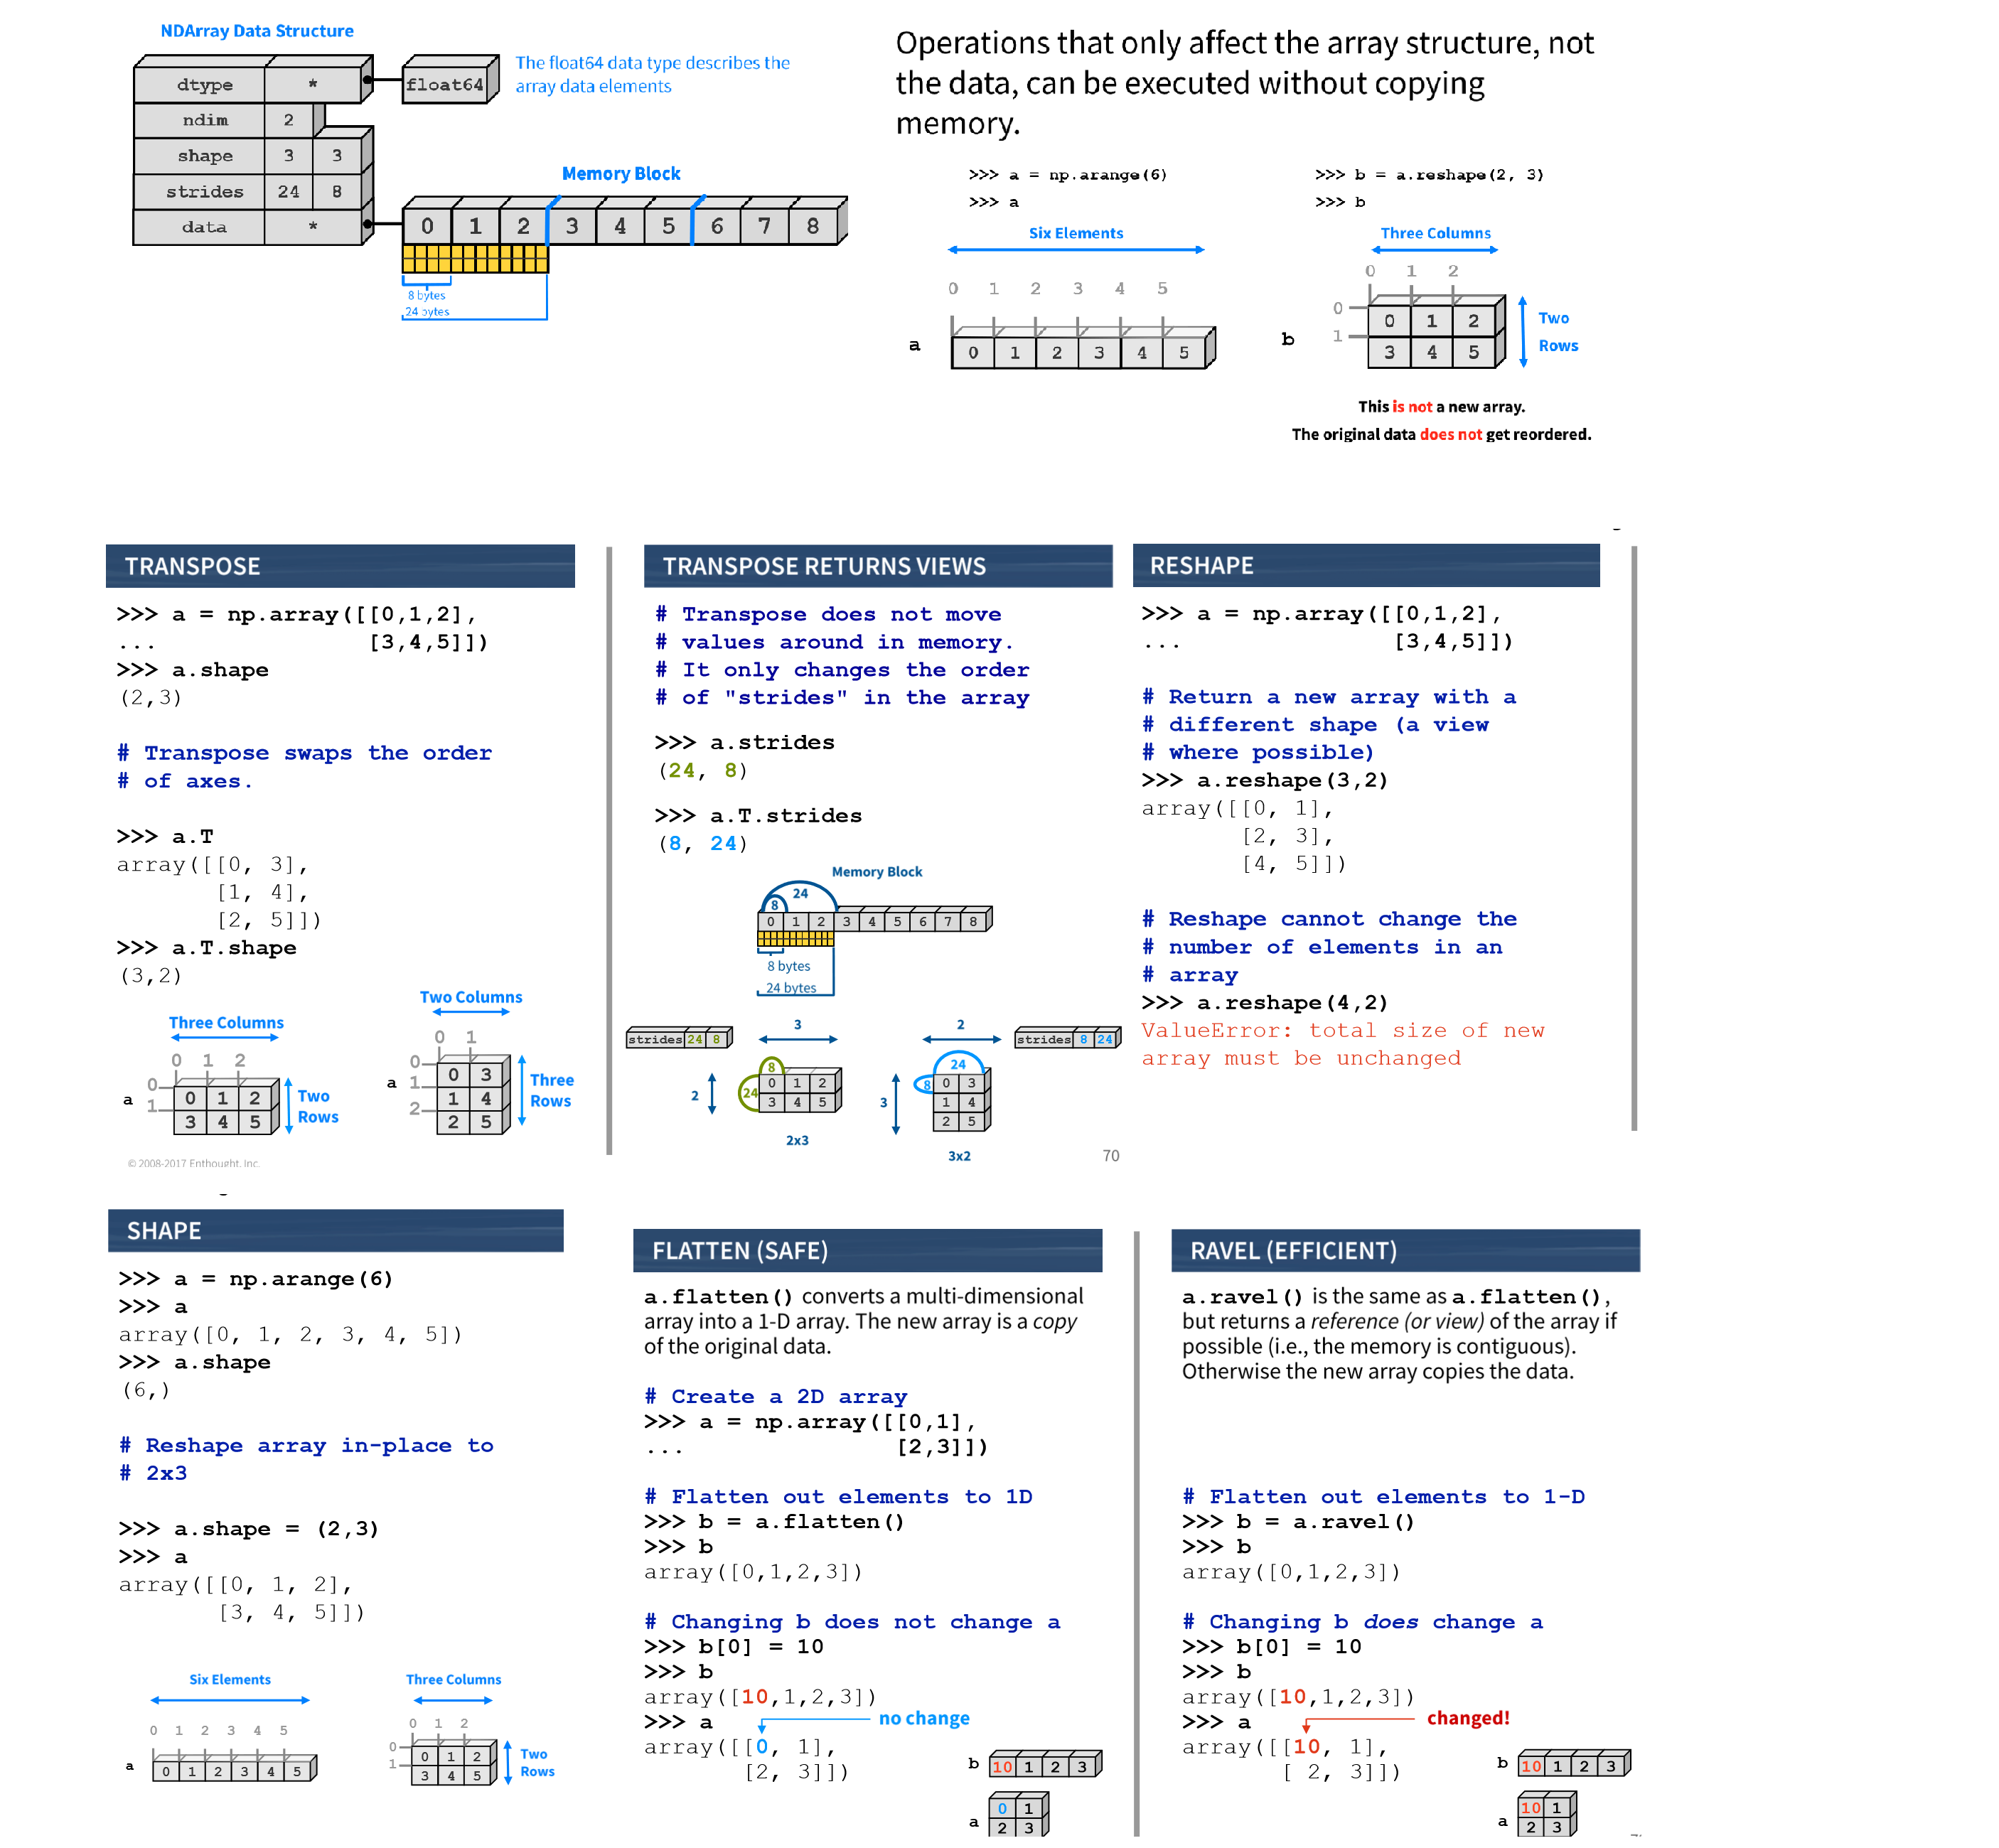 NDArray Data Structure
dtype *
float64
The float64 data type describes the
array data elements
ndim 2
shape 3 3
strides 24 8
data *
Memory Block
0 1 2 3 4 5 6 7 8
8 bytes
24 bytes
Operations that only affect the array structure, not
the data, can be executed without copying
memory.
>>> a = np.arange(6)
>>> a
Six Elements
0 1 2 3 4 5
a
0 1 2 3 4 5
>>> b = a.reshape(2, 3)
>>> b
Three Columns
0 1 2
b
0
1
0 1 2
3 4 5
Two
Rows
This is not a new array.
The original data does not get reordered.
TRANSPOSE
>>> a = np.array([[0,1,2],
... [3,4,5]])
>>> a.shape
(2,3)
# Transpose swaps the order
# of axes.
>>> a.T
array([[0, 3],
[1, 4],
[2, 5]])
>>> a.T.shape
(3,2)
Three Columns
0 1 2
a
0
1
0 1 2
3 4 5
Two
Rows
Two Columns
0 1
a
0
1
2
0 3
1 4
2 5
Three
Rows
© 2008-2017 Enthought, Inc.
TRANSPOSE RETURNS VIEWS
# Transpose does not move
# values around in memory.
# It only changes the order
# of "strides" in the array
>>> a.strides
(24, 8)
>>> a.T.strides
(8, 24)
Memory Block
24
8
0 1 2 3 4 5 6 7 8
8 bytes
24 bytes
strides 24 8
3
2
8
24
0 1 2
3 4 5
2x3
2
strides 8 24
3
24
8
0 3
1 4
2 5
3x2
70
RESHAPE
>>> a = np.array([[0,1,2],
... [3,4,5]])
# Return a new array with a
# different shape (a view
# where possible)
>>> a.reshape(3,2)
array([[0, 1],
[2, 3],
[4, 5]])
# Reshape cannot change the
# number of elements in an
# array
>>> a.reshape(4,2)
ValueError: total size of new
array must be unchanged
SHAPE
>>> a = np.arange(6)
>>> a
array([0, 1, 2, 3, 4, 5])
>>> a.shape
(6,)
# Reshape array in-place to
# 2x3
>>> a.shape = (2,3)
>>> a
array([[0, 1, 2],
[3, 4, 5]])
Six Elements
0 1 2 3 4 5
a
0 1 2 3 4 5
Three Columns
0 1 2
0
1
0 1 2
3 4 5
Two
Rows
FLATTEN (SAFE)
a.flatten() converts a multi-dimensional
array into a 1-D array. The new array is a copy
of the original data.
# Create a 2D array
>>> a = np.array([[0,1],
... [2,3]])
# Flatten out elements to 1D
>>> b = a.flatten()
>>> b
array([0,1,2,3])
# Changing b does not change a
>>> b[0] = 10
>>> b
array([10,1,2,3])
>>> a
no change
array([[0, 1],
[2, 3]])
b
10 1 2 3
a
0 1
2 3
RAVEL (EFFICIENT)
a.ravel() is the same as a.flatten(),
but returns a reference (or view) of the array if
possible (i.e., the memory is contiguous).
Otherwise the new array copies the data.
# Flatten out elements to 1-D
>>> b = a.ravel()
>>> b
array([0,1,2,3])
# Changing b does change a
>>> b[0] = 10
>>> b
array([10,1,2,3])
>>> a
changed!
array([[10, 1],
[ 2, 3]])
b
10 1 2 3
a
10 1
2 3